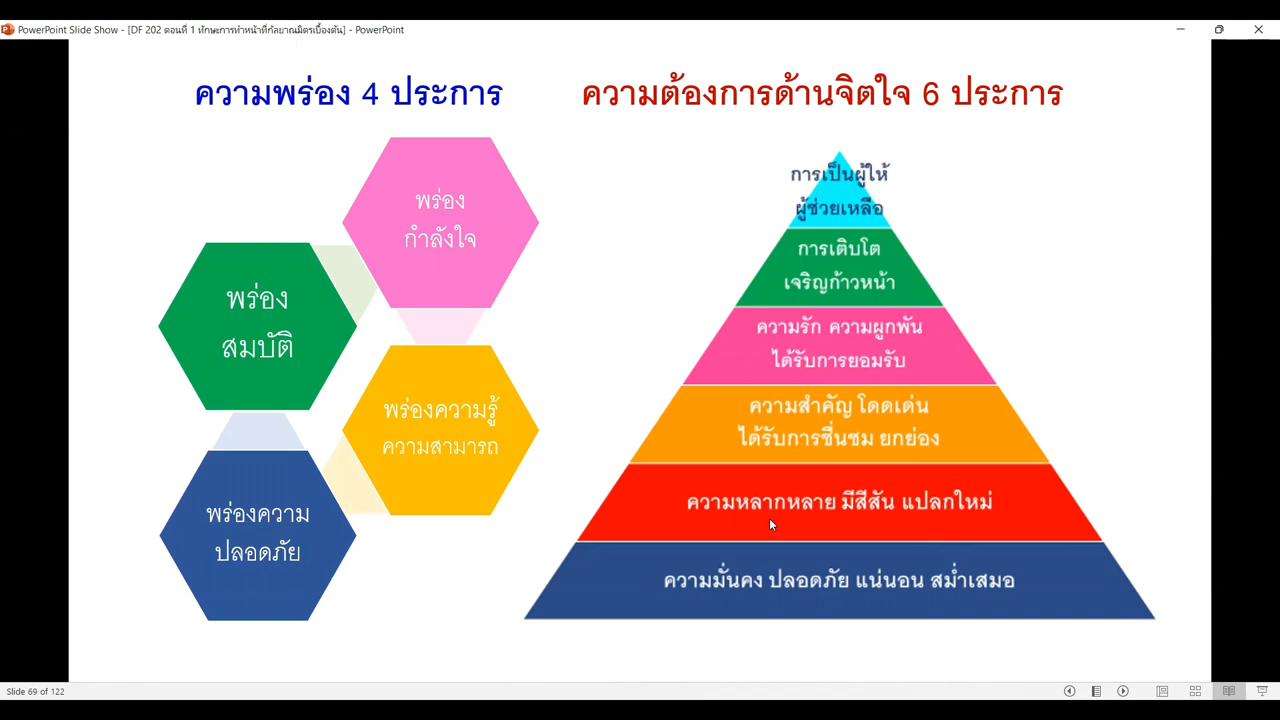 PowerPoint Slide Show - [DF 202 ตอนที่ 1 ทักษะการทำหน้าที่กัลยาณมิตรเบื้องต้น] - PowerPoint
ความพร่อง 4 ประการ
ความต้องการด้านจิตใจ 6 ประการ
พร่อง
กำลังใจ
พร่อง
สมบัติ
พร่องความรู้
ความสามารถ
พร่องความ
ปลอดภัย
การเป็นผู้ให้
ผู้ช่วยเหลือ
การเติบโต
เจริญก้าวหน้า
ความรัก ความผูกพัน
ได้รับการยอมรับ
ความสำคัญ โดดเด่น
ได้รับการชื่นชม ยกย่อง
ความหลากหลาย มีสีสัน แปลกใหม่
ความมั่นคง ปลอดภัย แน่นอน สม่ำเสมอ
Slide 69 of 122